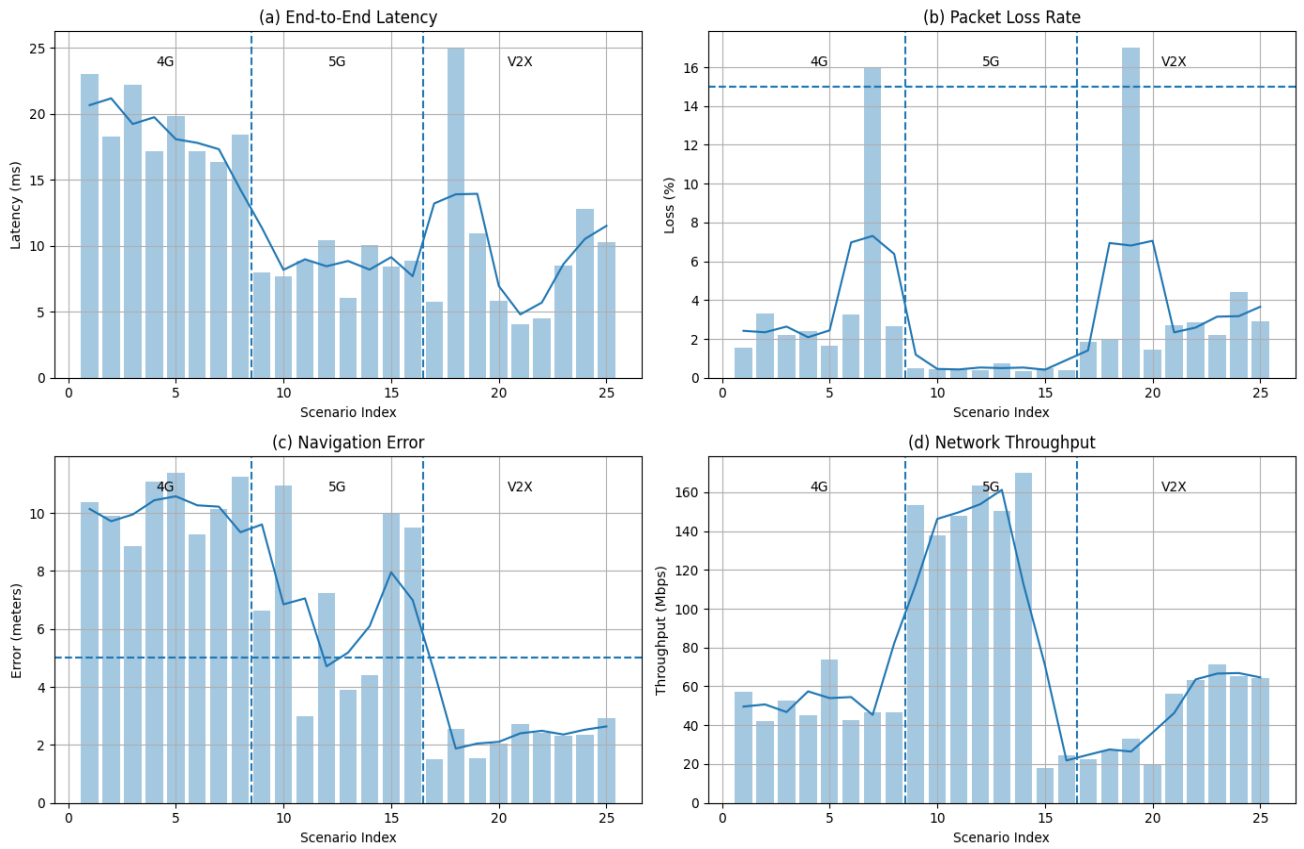 (a) End-to-End Latency
4G 5G V2X
25
20
15
10
5
0
Latency (ms)
0 5 10 15 20 25
Scenario Index
(b) Packet Loss Rate
4G 5G V2X
16
14
12
10
8
6
4
2
0
Loss (%)
0 5 10 15 20 25
Scenario Index
(c) Navigation Error
4G 5G V2X
10
8
6
4
2
0
Error (meters)
0 5 10 15 20 25
Scenario Index
(d) Network Throughput
4G 5G V2X
160
140
120
100
80
60
40
20
0
Throughput (Mbps)
0 5 10 15 20 25
Scenario Index